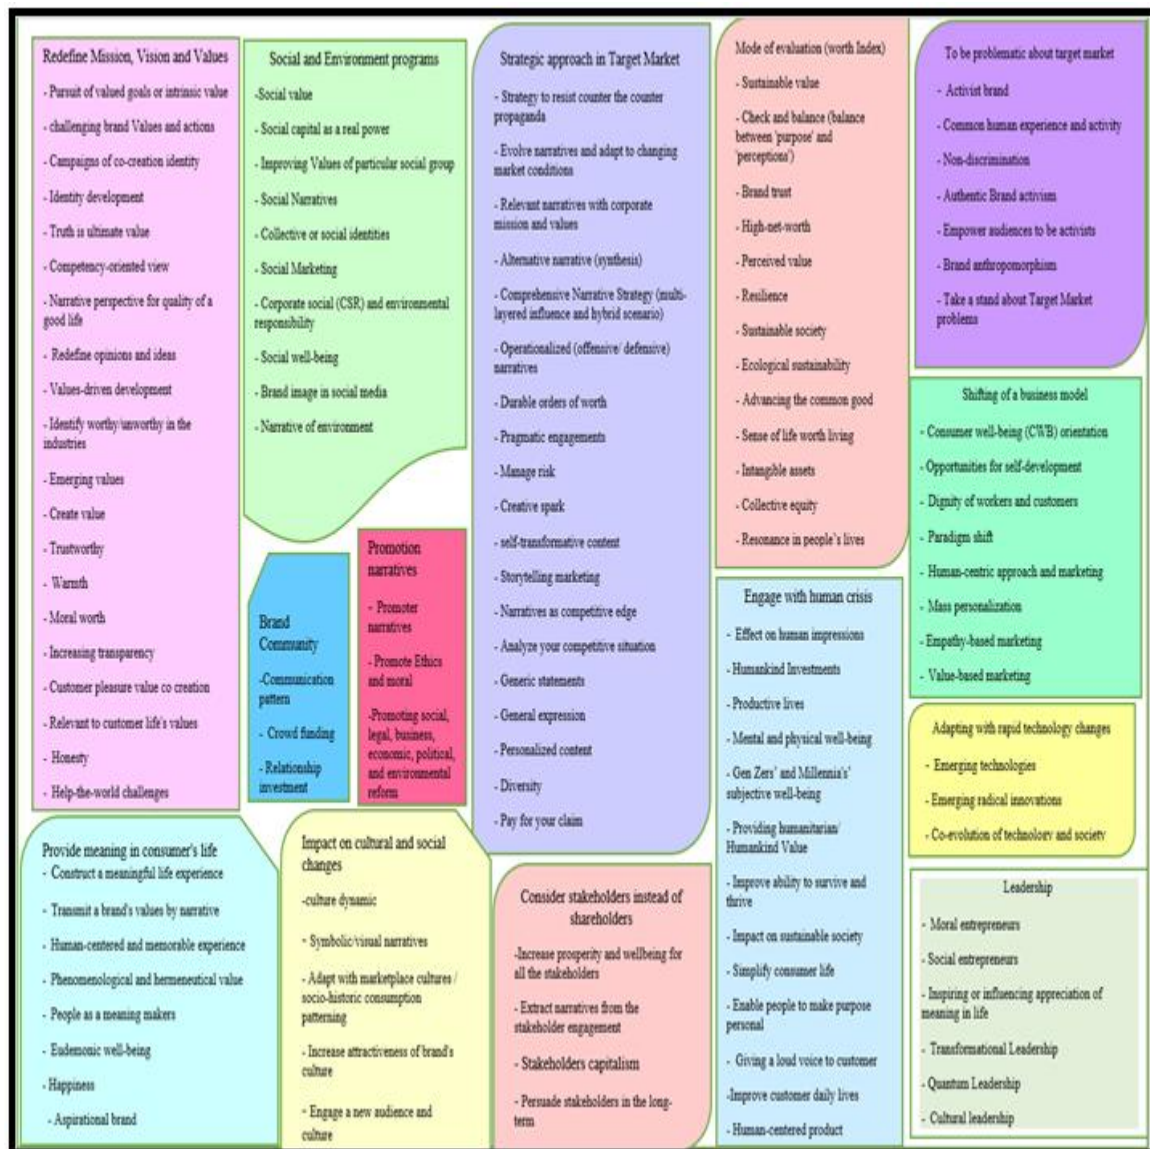 Redefine Mission, Vision and Values
- Pursuit of valued goals or intrinsic value
- challenging brand Values and actions
- Campaigns of co-creation identity
- Identity development
- Truth is ultimate value
- Competency-oriented view
- Narrative perspective for quality of a
good life
- Redefine opinions and ideas
- Values-driven development
- Identify worthy/unworthy in the
industries
- Emerging values
- Create value
- Trustworthy
- Warmth
- Moral worth
- Increasing transparency
- Customer pleasure value co creation
- Relevant to customer life's values
- Honesty
- Help-the-world challenges
Social and Environment programs
-Social value
- Social capital as a real power
- Improving Values of particular social group
- Social Narratives
- Collective or social identities
- Social Marketing
- Corporate social (CSR) and environmental
responsibility
- Social well-being
- Brand image in social media
- Narrative of environment
Brand
Community
-Communication
pattern
- Crowd funding
- Relationship
investment
Promotion
narratives
- Promoter
narratives
- Promote Ethics
and moral
-Promoting social,
legal, business,
economic, political,
and environmental
reform
Strategic approach in Target Market
- Strategy to resist counter the counter
propaganda
- Evolve narratives and adapt to changing
market conditions
- Relevant narratives with corporate
mission and values
- Alternative narrative (synthesis)
- Comprehensive Narrative Strategy (multi-
layered influence and hybrid scenario)
- Operationalized (offensive/ defensive)
narratives
- Durable orders of worth
- Pragmatic engagements
- Manage risk
- Creative spark
- self-transformative content
- Storytelling marketing
- Narratives as competitive edge
- Analyze your competitive situation
- Generic statements
- General expression
- Personalized content
- Diversity
- Pay for your claim
Mode of evaluation (worth Index)
- Sustainable value
- Check and balance (balance
between 'purpose' and
'perceptions')
- Brand trust
- High-net-worth
- Perceived value
- Resilience
- Sustainable society
- Ecological sustainability
- Advancing the common good
- Sense of life worth living
- Intangible assets
- Collective equity
- Resonance in people's lives
To be problematic about target market
- Activist brand
- Common human experience and activity
- Non-discrimination
- Authentic Brand activism
- Empower audiences to be activists
- Brand anthropomorphism
- Take a stand about Target Market
problems
Shifting of a business model
- Consumer well-being (CWB) orientation
- Opportunities for self-development
- Dignity of workers and customers
- Paradigm shift
- Human-centric approach and marketing
- Mass personalization
- Empathy-based marketing
- Value-based marketing
Engage with human crisis
- Effect on human impressions
- Humankind Investments
- Productive lives
- Mental and physical well-being
- Gen Zers' and Millennia's'
subjective well-being
- Providing humanitarian/
Humankind Value
- Improve ability to survive and
thrive
- Impact on sustainable society
- Simplify consumer life
- Enable people to make purpose
personal
- Giving a loud voice to customer
-Improve customer daily lives
- Human-centered product
Adapting with rapid technology changes
- Emerging technologies
- Emerging radical innovations
- Co-evolution of technology and society
Provide meaning in consumer's life
- Construct a meaningful life experience
- Transmit a brand's values by narrative
- Human-centered and memorable experience
- Phenomenological and hermeneutical value
- People as a meaning makers
- Eudemonic well-being
- Happiness
- Aspirational brand
Impact on cultural and social
changes
-culture dynamic
- Symbolic/visual narratives
- Adapt with marketplace cultures /
socio-historic consumption
patterning
- Increase attractiveness of brand's
culture
- Engage a new audience and
culture
Consider stakeholders instead of
shareholders
-Increase prosperity and wellbeing for
all the stakeholders
- Extract narratives from the
stakeholder engagement
- Stakeholders capitalism
- Persuade stakeholders in the long-
term
Leadership
- Moral entrepreneurs
- Social entrepreneurs
- Inspiring or influencing appreciation of
meaning in life
- Transformational Leadership
- Quantum Leadership
- Cultural leadership